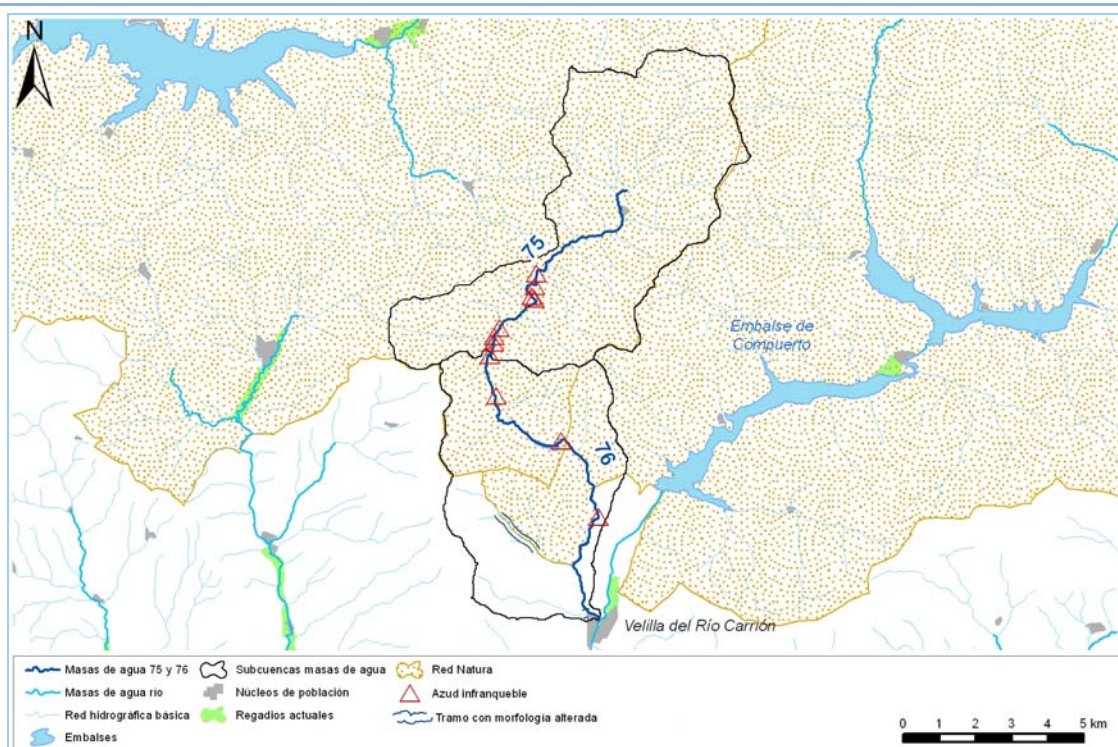 N
75
Embalse de
Compuerto
76
Velilla del Río Carrión
Masas de agua 75 y 76
Subcuencas masas de agua
Red Natura
Masas de agua río
Núcleos de población
Azud infranqueble
Red hidrográfica básica
Regadíos actuales
Tramo con morfología alterada
Embalses
0 1 2 3 4 5 km